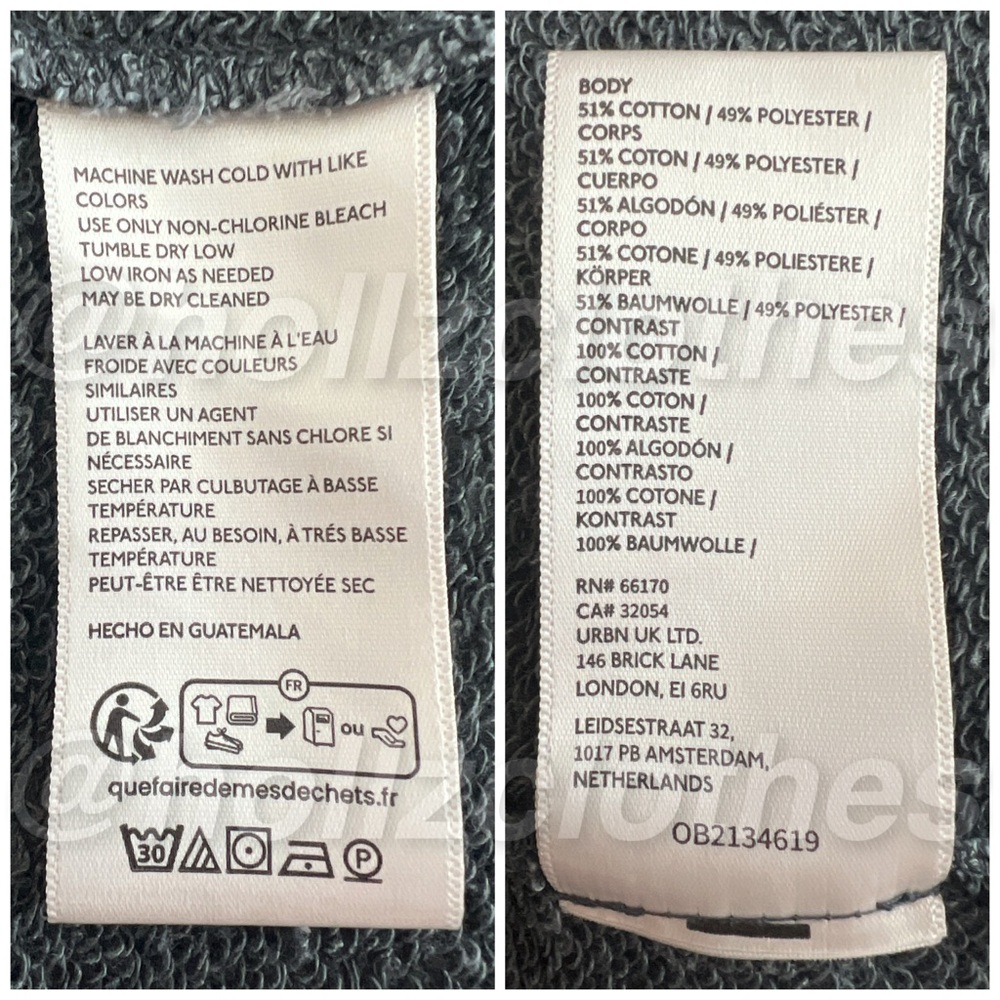 MACHINE WASH COLD WITH LIKE
COLORS
USE ONLY NON-CHLORINE BLEACH
TUMBLE DRY LOW
LOW IRON AS NEEDED
MAY BE DRY CLEANED
LAVER À LA MACHINE À L'EAU
FROIDE AVEC COULEURS
SIMILAIRES
UTILISER UN AGENT
DE BLANCHIMENT SANS CHLORE SI
NÉCESSAIRE
SECHER PAR CULBUTAGE À BASSE
TEMPÉRATURE
REPASSER, AU BESOIN, À TRÉS BASSE
TEMPÉRATURE
PEUT-ÊTRE ÊTRE NETTOYÉE SEC
HECHO EN GUATEMALA
FR
ou
quefairedemesdechets.fr
30
P
BODY
51% COTTON / 49% POLYESTER /
CORPS
51% COTON / 49% POLYESTER /
CUERPO
51% ALGODÓN / 49% POLIÉSTER /
CORPO
51% COTONE / 49% POLIESTERE /
KÖRPER
51% BAUMWOLLE / 49% POLYESTER /
CONTRAST
100% COTTON /
CONTRASTE
100% COTON /
CONTRASTE
100% ALGODÓN /
CONTRASTO
100% COTONE /
KONTRAST
100% BAUMWOLLE /
RN# 66170
CA# 32054
URBN UK LTD.
146 BRICK LANE
LONDON, E1 6RU
LEIDSESTRAAT 32,
1017 PB AMSTERDAM,
NETHERLANDS
OB2134619
@hollzclothes
@hollzclothes